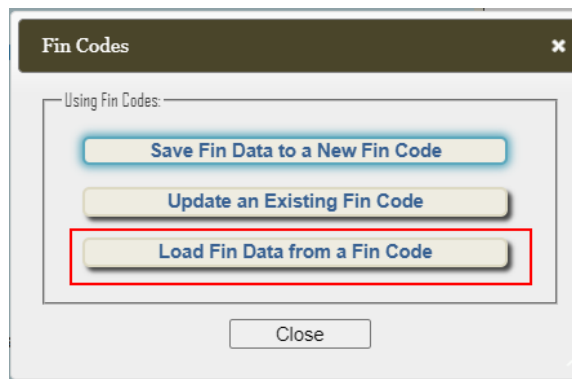 Fin Codes
Using Fin Codes:
Save Fin Data to a New Fin Code
Update an Existing Fin Code
Load Fin Data from a Fin Code
Close